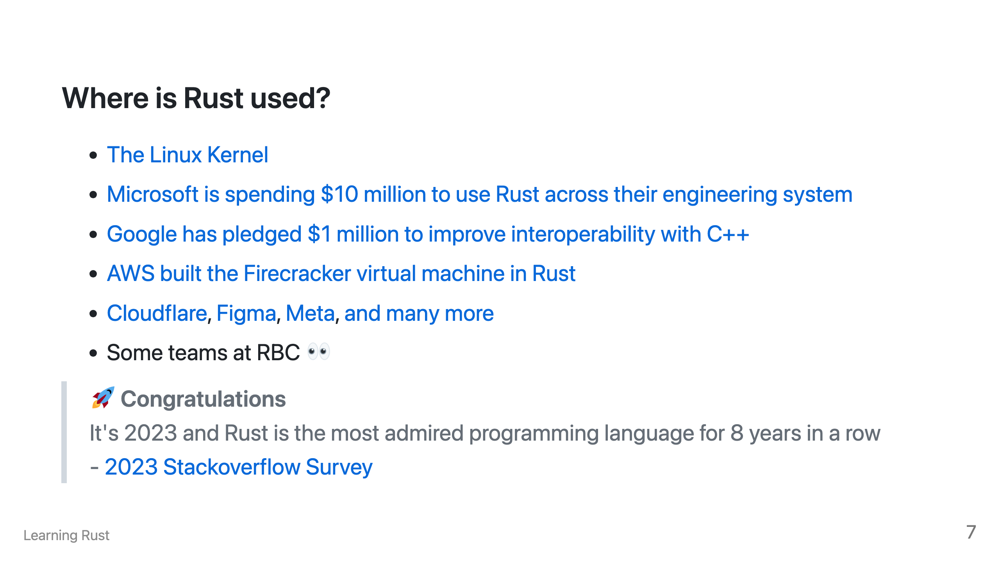 Where is Rust used?
• The Linux Kernel
• Microsoft is spending $10 million to use Rust across their engineering system
• Google has pledged $1 million to improve interoperability with C++
• AWS built the Firecracker virtual machine in Rust
• Cloudflare, Figma, Meta, and many more
• Some teams at RBC 👀
🚀 Congratulations
It's 2023 and Rust is the most admired programming language for 8 years in a row
- 2023 Stackoverflow Survey
Learning Rust
7